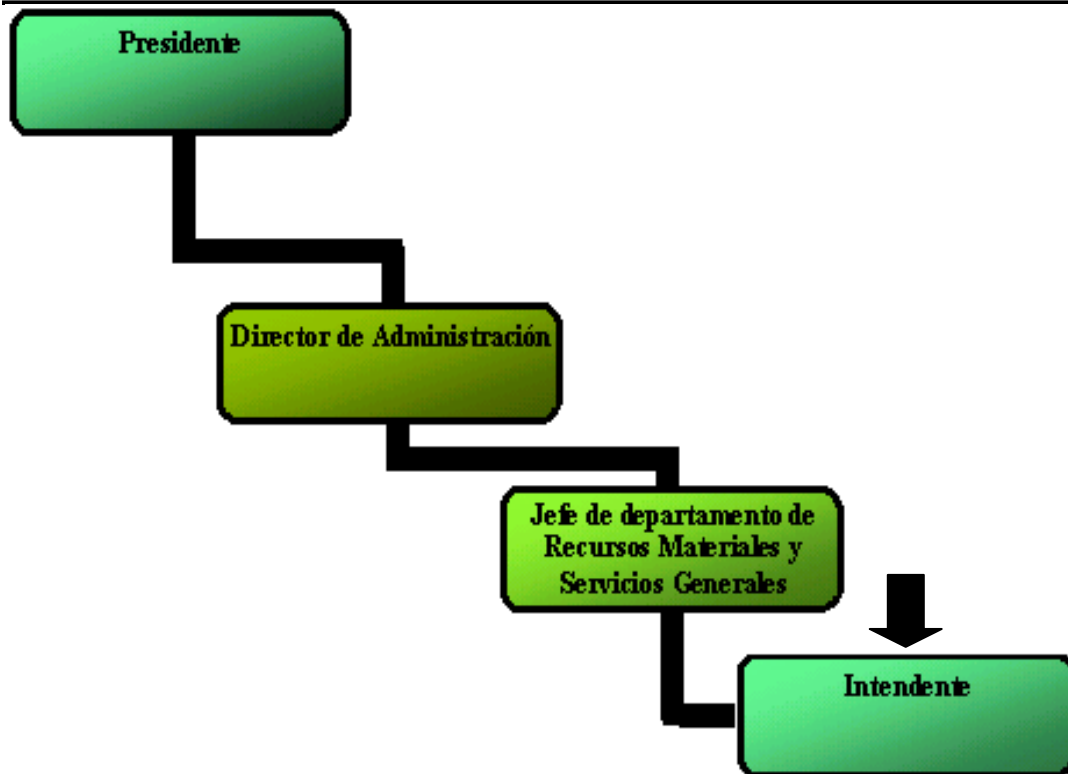 Presidente
Director de Administración
Jefe de departamento de
Recursos Materiales y
Servicios Generales
Intendente